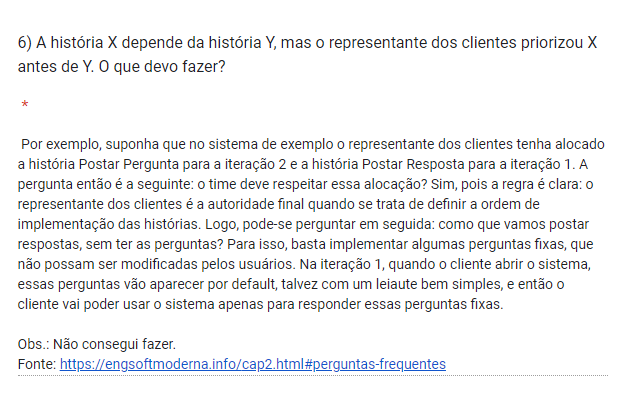 6) A história X depende da história Y, mas o representante dos clientes priorizou X
antes de Y. O que devo fazer?
*
Por exemplo, suponha que no sistema de exemplo o representante dos clientes tenha alocado
a história Postar Pergunta para a iteração 2 e a história Postar Resposta para a iteração 1. A
pergunta então é a seguinte: o time deve respeitar essa alocação? Sim, pois a regra é clara: o
representante dos clientes é a autoridade final quando se trata de definir a ordem de
implementação das histórias. Logo, pode-se perguntar em seguida: como que vamos postar
respostas, sem ter as perguntas? Para isso, basta implementar algumas perguntas fixas, que
não possam ser modificadas pelos usuários. Na iteração 1, quando o cliente abrir o sistema,
essas perguntas vão aparecer por default, talvez com um leiaute bem simples, e então o
cliente vai poder usar o sistema apenas para responder essas perguntas fixas.
Obs.: Não consegui fazer.
Fonte: https://engsoftmoderna.info/cap2.html#perguntas-frequentes